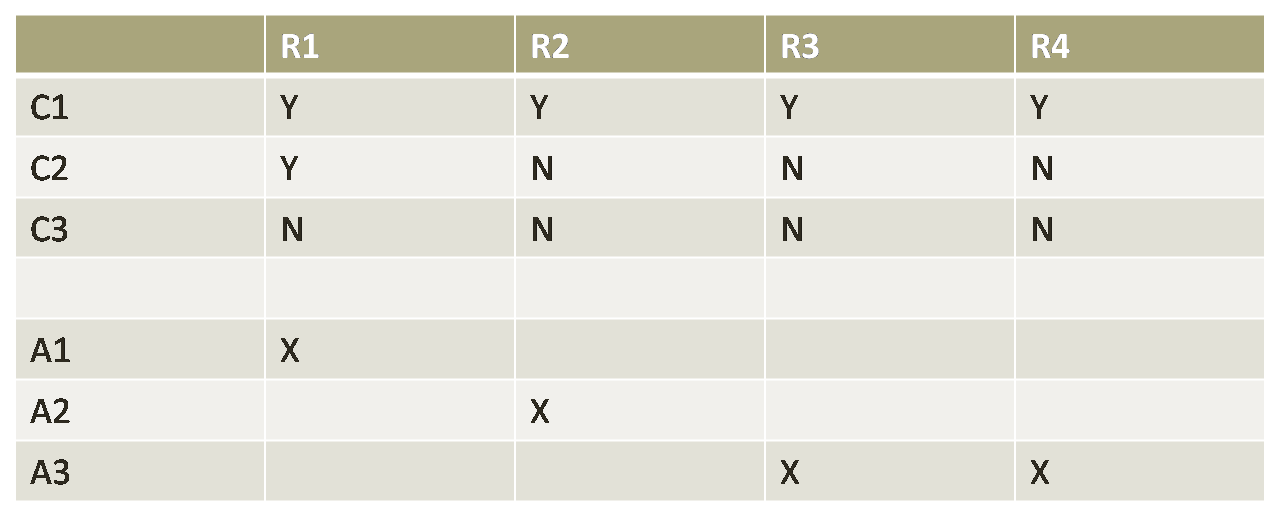 R1 R2 R3 R4
C1 Y Y Y Y
C2 Y N N N
C3 N N N N
A1 X
A2 X
A3 X X